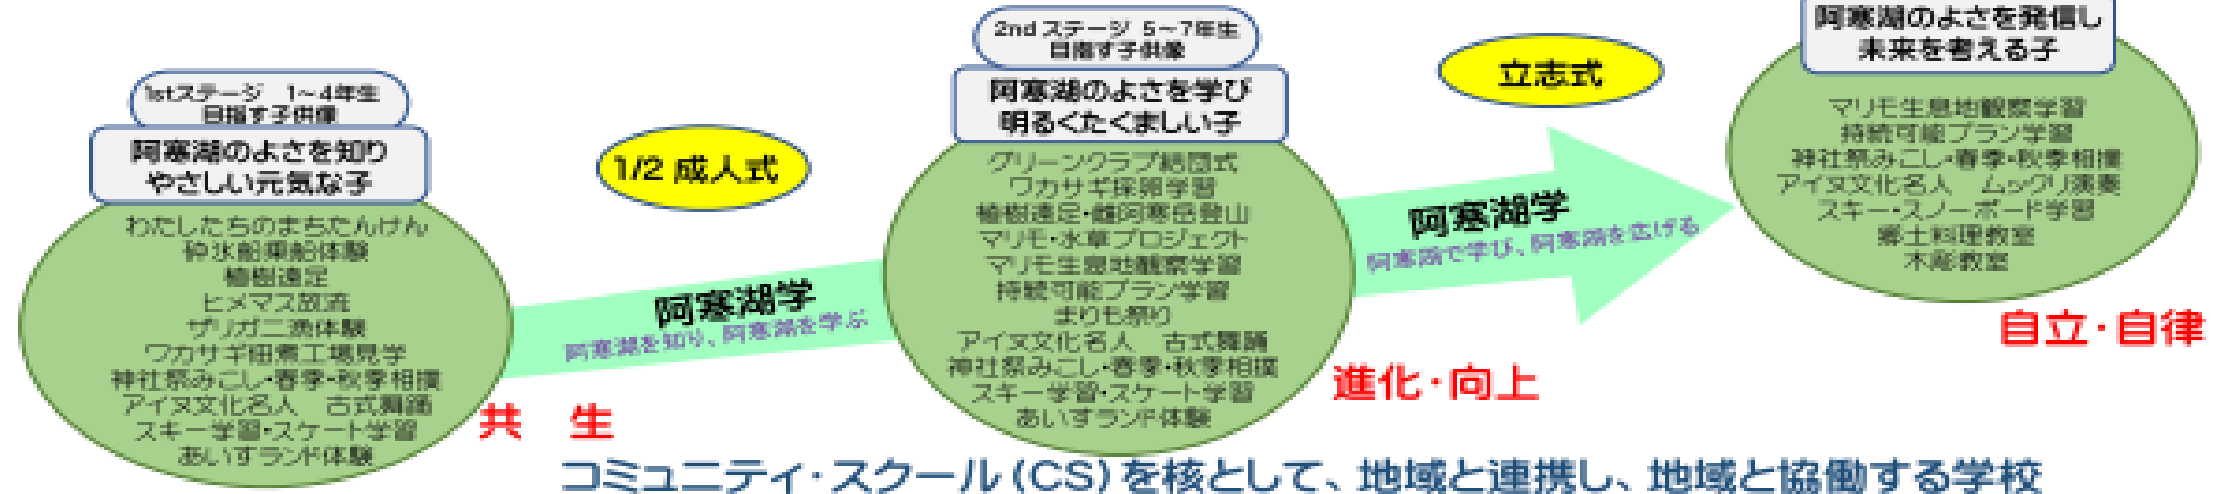 1stステージ　1～4年生
目指す子供像
阿寒湖のよさを知り
やさしい元気な子
わたしたちのまちたんけん
砕氷船乗船体験
植樹遠足
ヒメマス放流
ザリガニ漁体験
ワカサギ佃煮工場見学
神社祭みこし・春季・秋季相撲
アイヌ文化名人　古式舞踊
スキー学習・スケート学習
あいすランド体験
共　生
1/2 成人式
阿寒湖学
阿寒湖を知り、阿寒湖を学ぶ
2nd ステージ 5～7年生
目指す子供像
阿寒湖のよさを学び
明るくたくましい子
グリーンクラブ結団式
ワカサギ採卵学習
植樹遠足・雌阿寒岳登山
マリモ・水草プロジェクト
マリモ生息地観察学習
持続可能プラン学習
まりも祭り
アイヌ文化名人　古式舞踊
神社祭みこし・春季・秋季相撲
スキー学習・スケート学習
あいすランド体験
進化・向上
立志式
阿寒湖学
阿寒湖で学び、阿寒湖を広げる
阿寒湖のよさを発信し
未来を考える子
マリモ生息地観察学習
持続可能プラン学習
神社祭みこし・春季・秋季相撲
アイヌ文化名人　ムックリ演奏
スキー・スノーボード学習
郷土料理教室
木彫教室
自立・自律
コミュニティ・スクール(CS)を核として、地域と連携し、地域と協働する学校